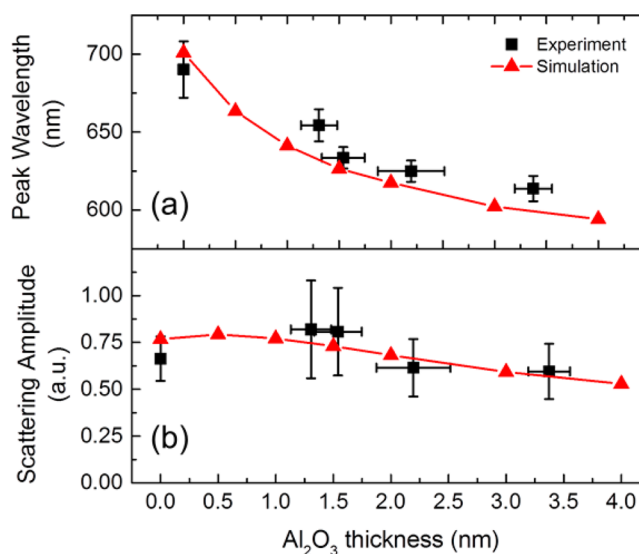 700
650
600
Peak Wavelength
(nm)
Experiment
Simulation
(a)
1.00
0.75
0.50
0.25
0.00
Scattering Amplitude
(a.u.)
(b)
0.0 0.5 1.0 1.5 2.0 2.5 3.0 3.5 4.0
Al₂O₃ thickness (nm)